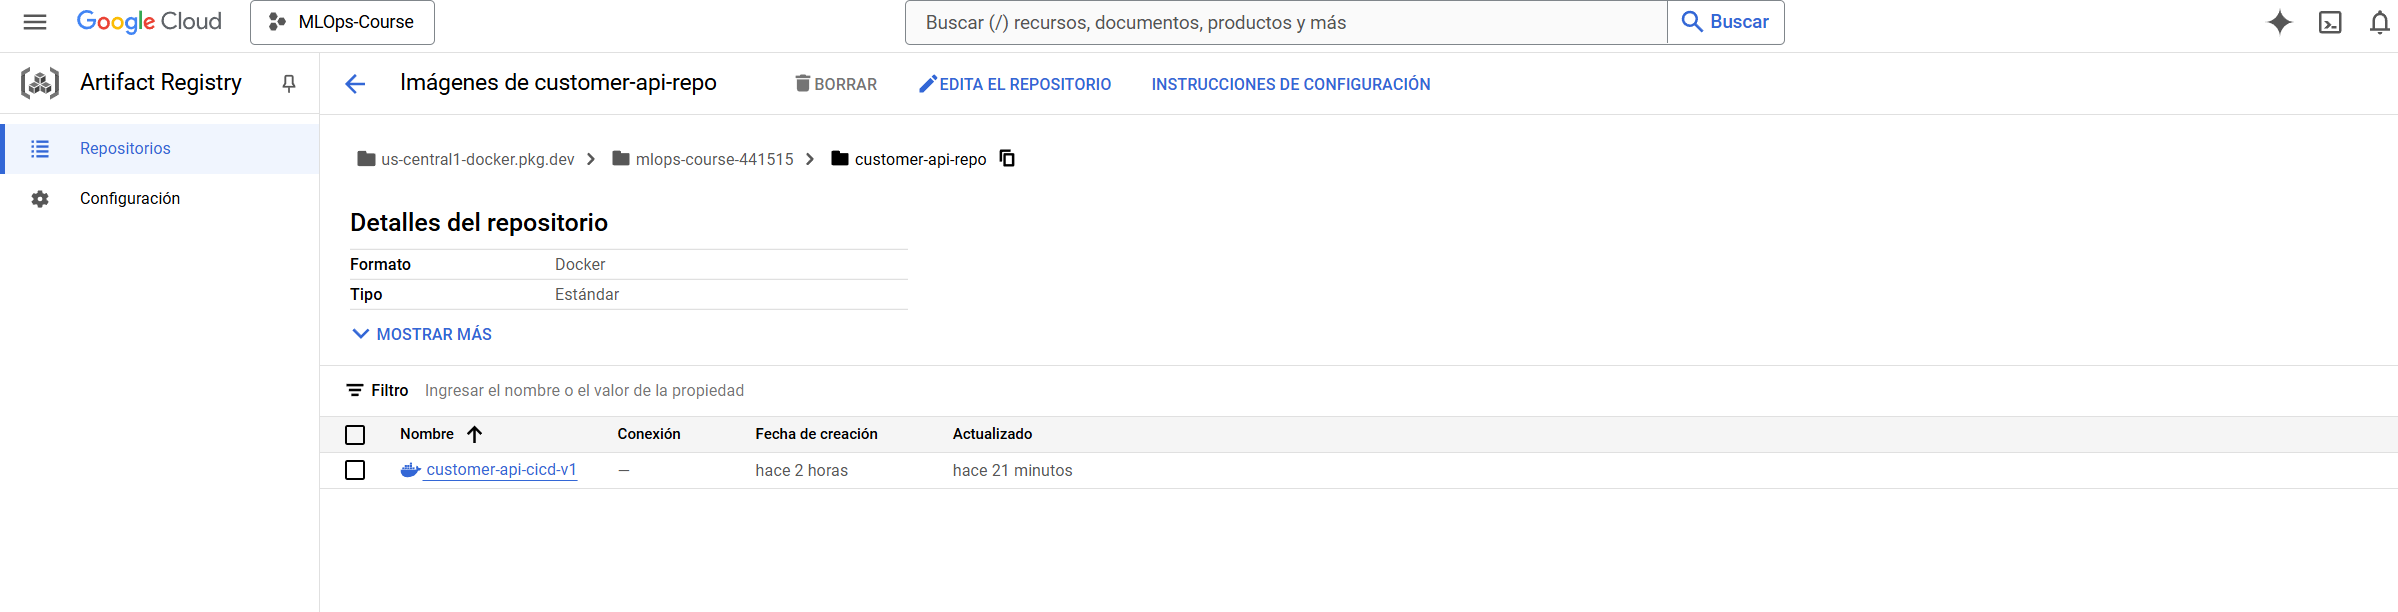 Google Cloud
MLOps-Course
Buscar (/) recursos, documentos, productos y más
Buscar
Artifact Registry
Imágenes de customer-api-repo
BORRAR
EDITA EL REPOSITORIO
INSTRUCCIONES DE CONFIGURACIÓN
Repositorios
Configuración
us-central1-docker.pkg.dev
mlops-course-441515
customer-api-repo
Detalles del repositorio
Formato Docker
Tipo Estándar
MOSTRAR MÁS
Filtro Ingresar el nombre o el valor de la propiedad
Nombre Conexión Fecha de creación Actualizado
customer-api-cicd-v1 — hace 2 horas hace 21 minutos